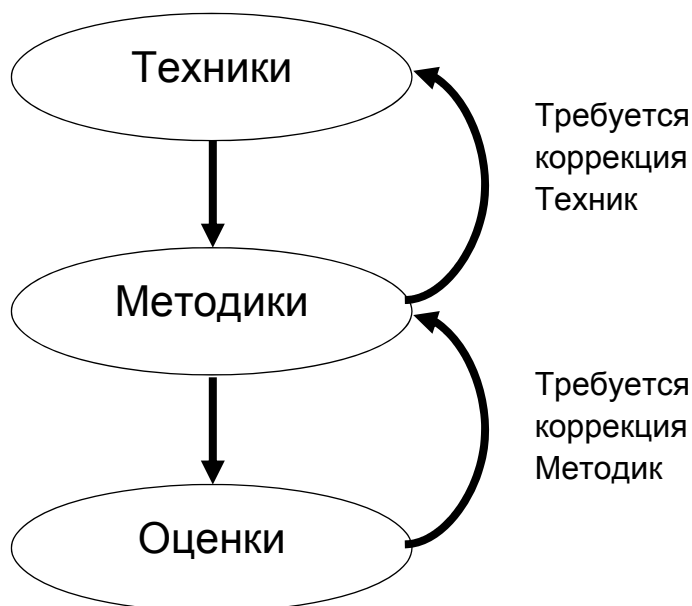 Техники
Требуется
коррекция
Техник
Методики
Требуется
коррекция
Методик
Оценки